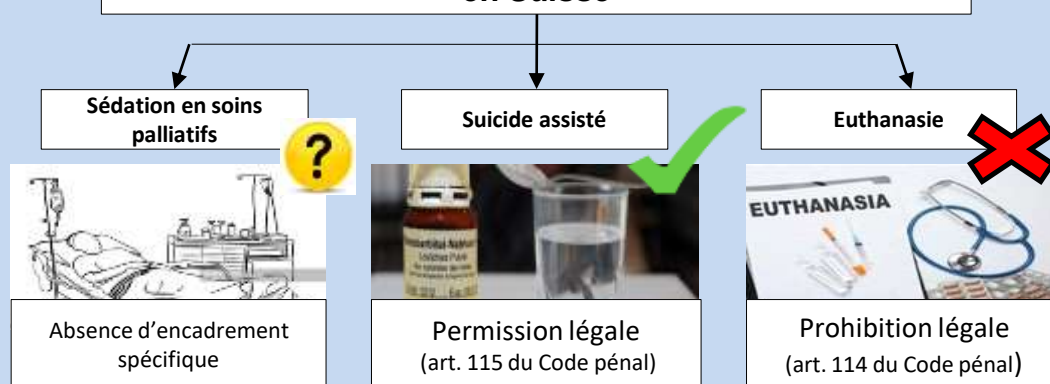 en Suisse
Sédation en soins
palliatifs
?
Suicide assisté
Euthanasie
EUTHANASIA
Absence d’encadrement
spécifique
Permission légale
(art. 115 du Code pénal)
Prohibition légale
(art. 114 du Code pénal)